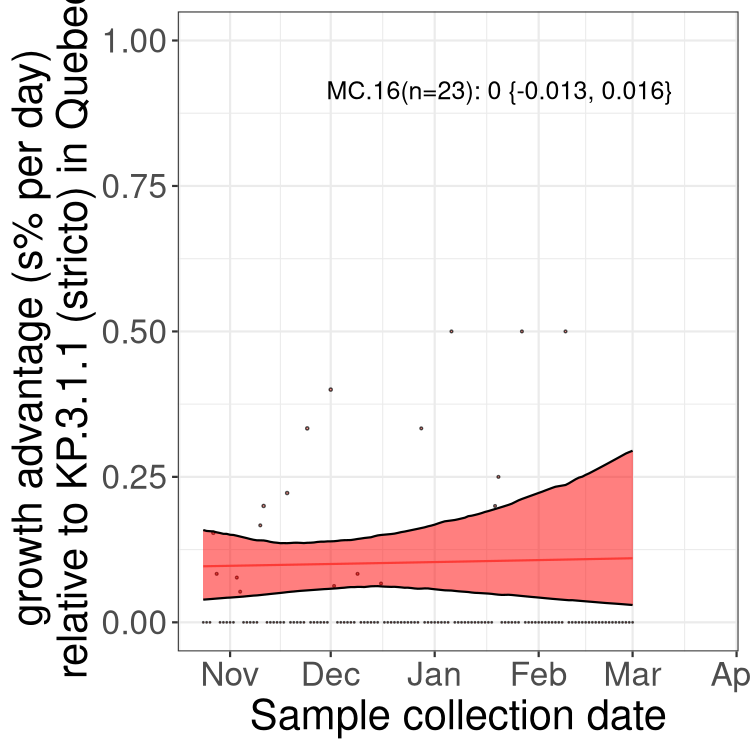 growth advantage (s% per day)
relative to KP.3.1.1 (stricto) in Quebec
1.00
0.75
0.50
0.25
0.00
MC.16(n=23): 0 {-0.013, 0.016}
Nov
Dec
Jan
Feb
Mar
Ap
Sample collection date